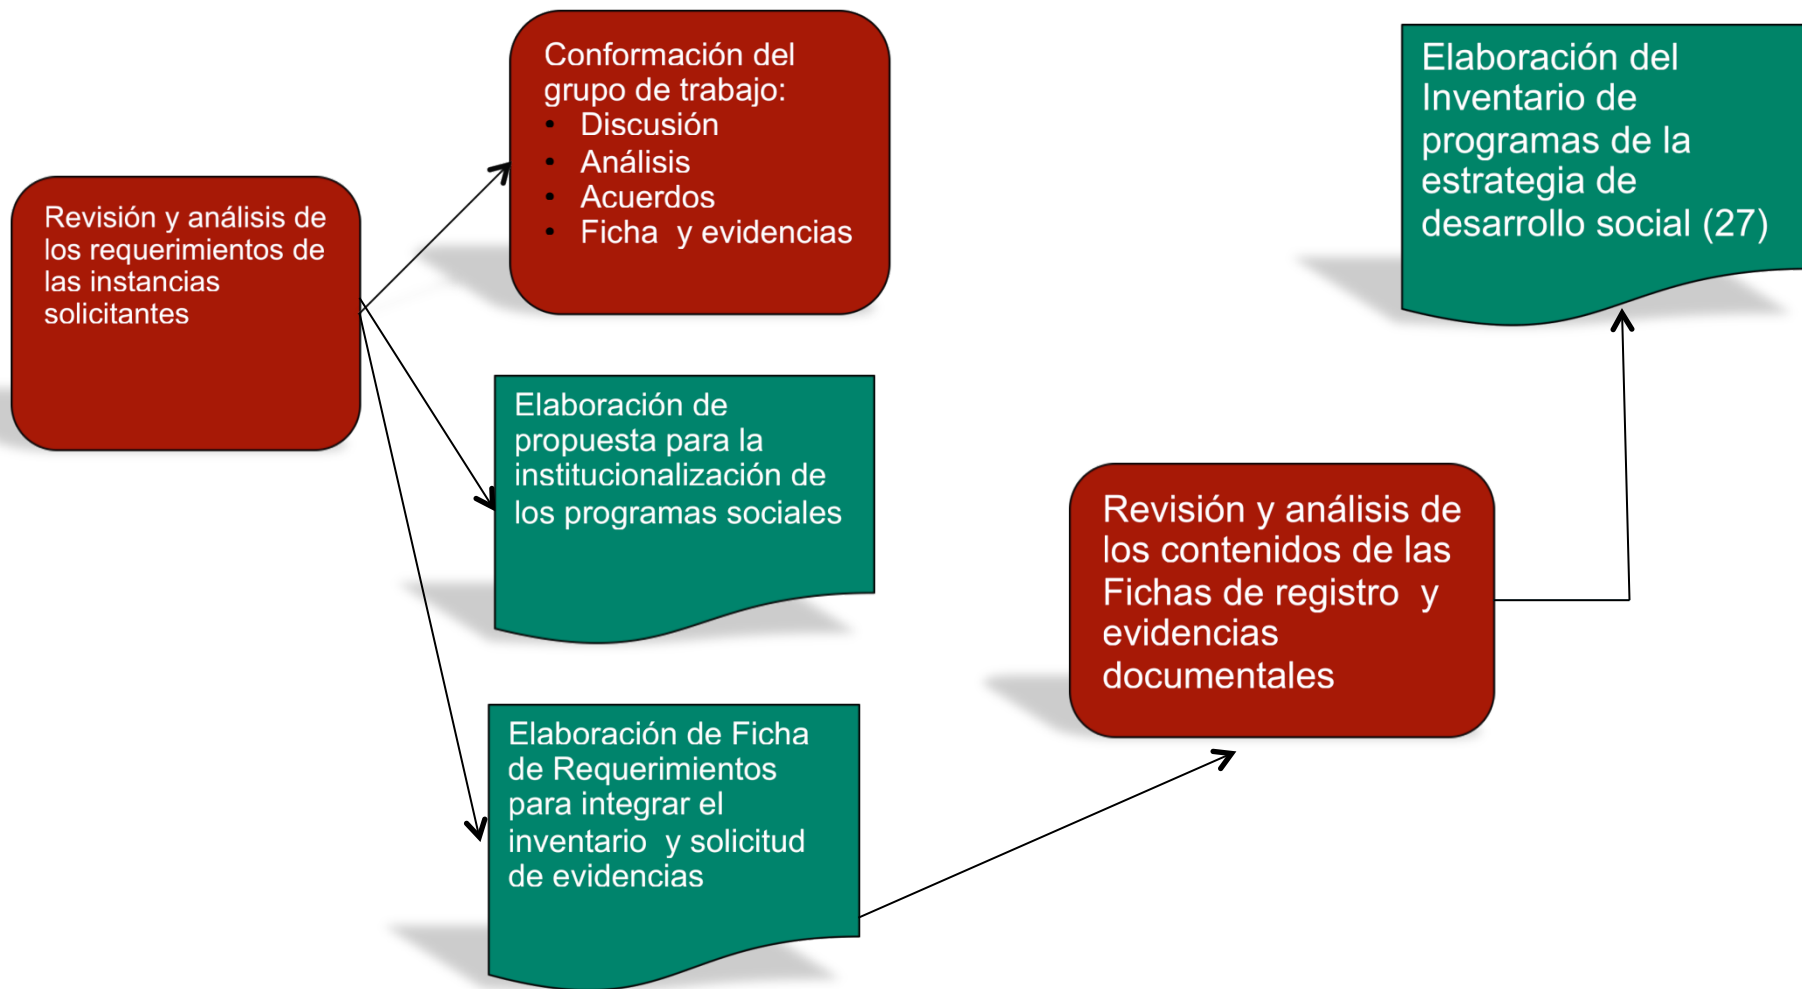 Revisión y análisis de
los requerimientos de
las instancias
solicitantes
Conformación del
grupo de trabajo:
• Discusión
• Análisis
• Acuerdos
• Ficha y evidencias
Elaboración de
propuesta para la
institucionalización de
los programas sociales
Elaboración de Ficha
de Requerimientos
para integrar el
inventario y solicitud
de evidencias
Revisión y análisis de
los contenidos de las
Fichas de registro y
evidencias
documentales
Elaboración del
Inventario de
programas de la
estrategia de
desarrollo social (27)